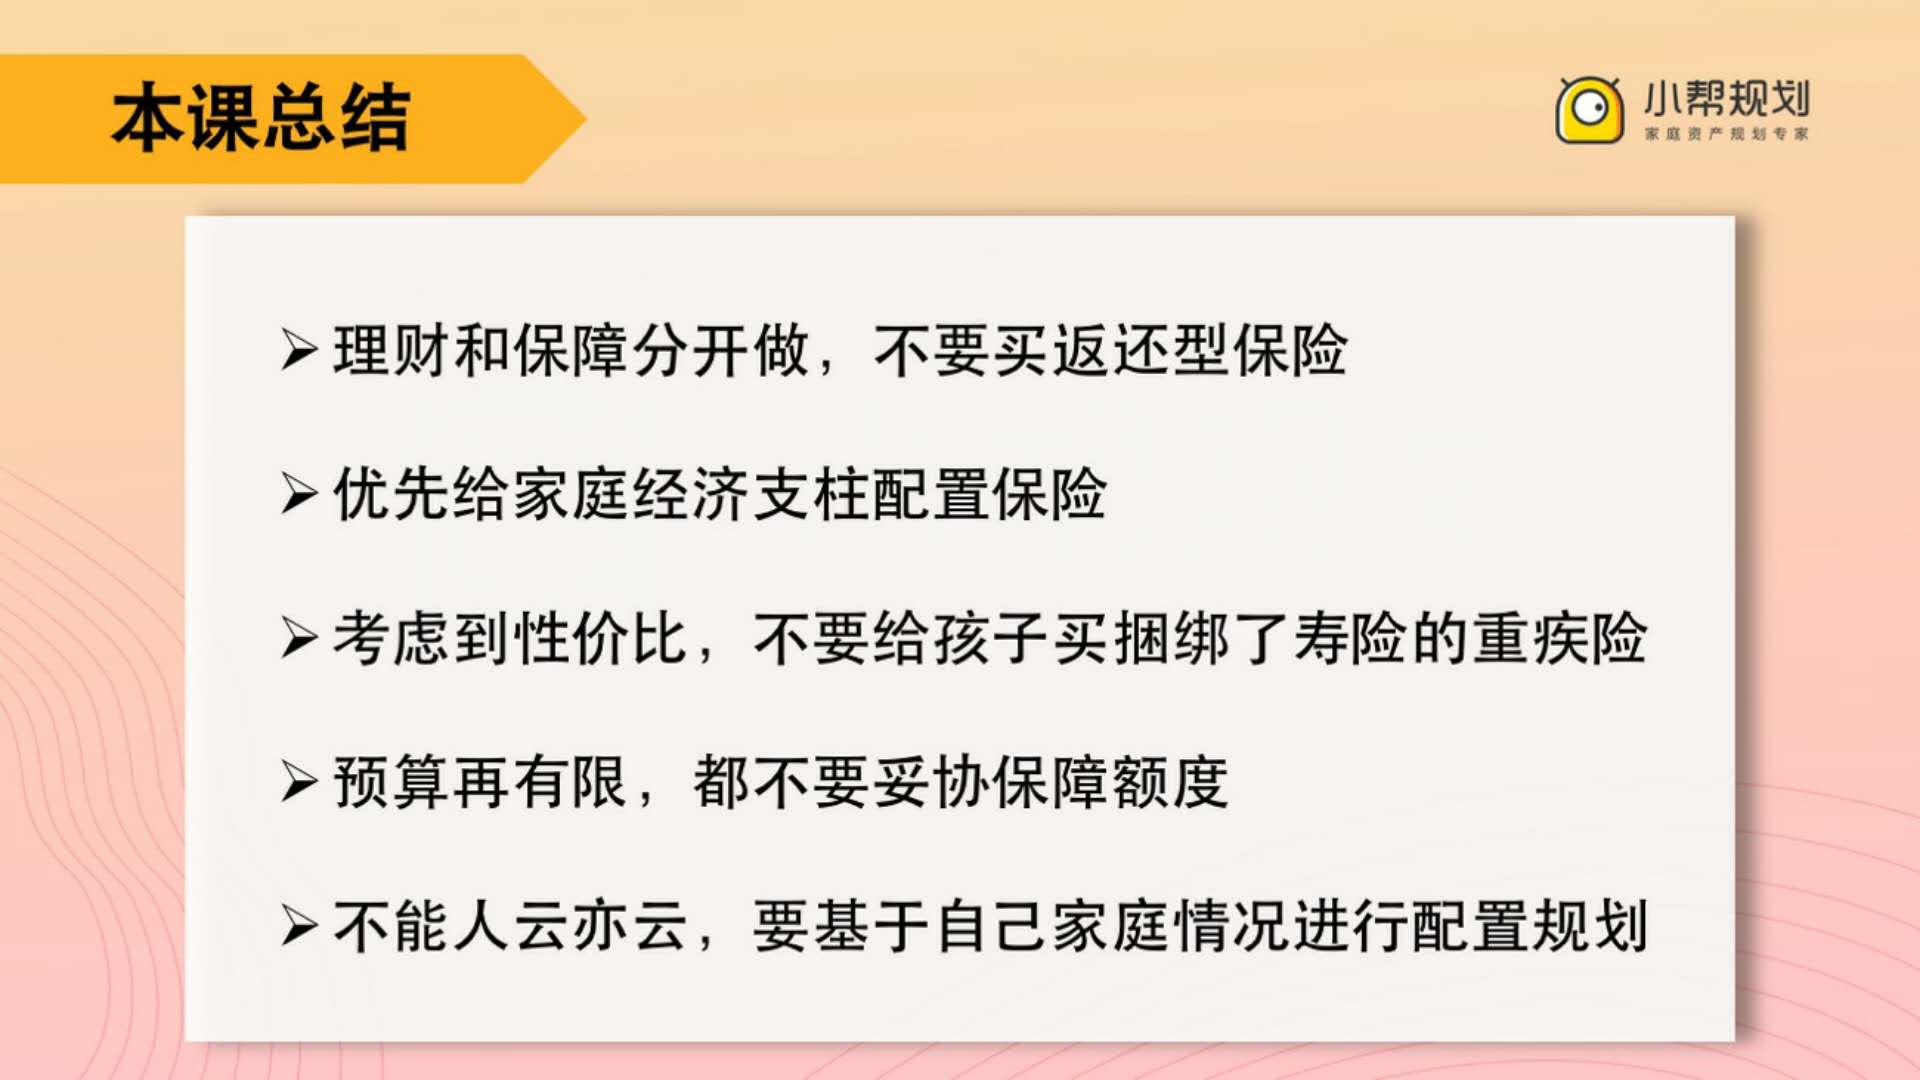 本课总结
小帮规划
家庭资产规划专家
理财和保障分开做，不要买返还型保险
优先给家庭经济支柱配置保险
考虑到性价比，不要给孩子买捆绑了寿险的重疾险
预算再有限，都不要妥协保障额度
不能人云亦云，要基于自己家庭情况进行配置规划